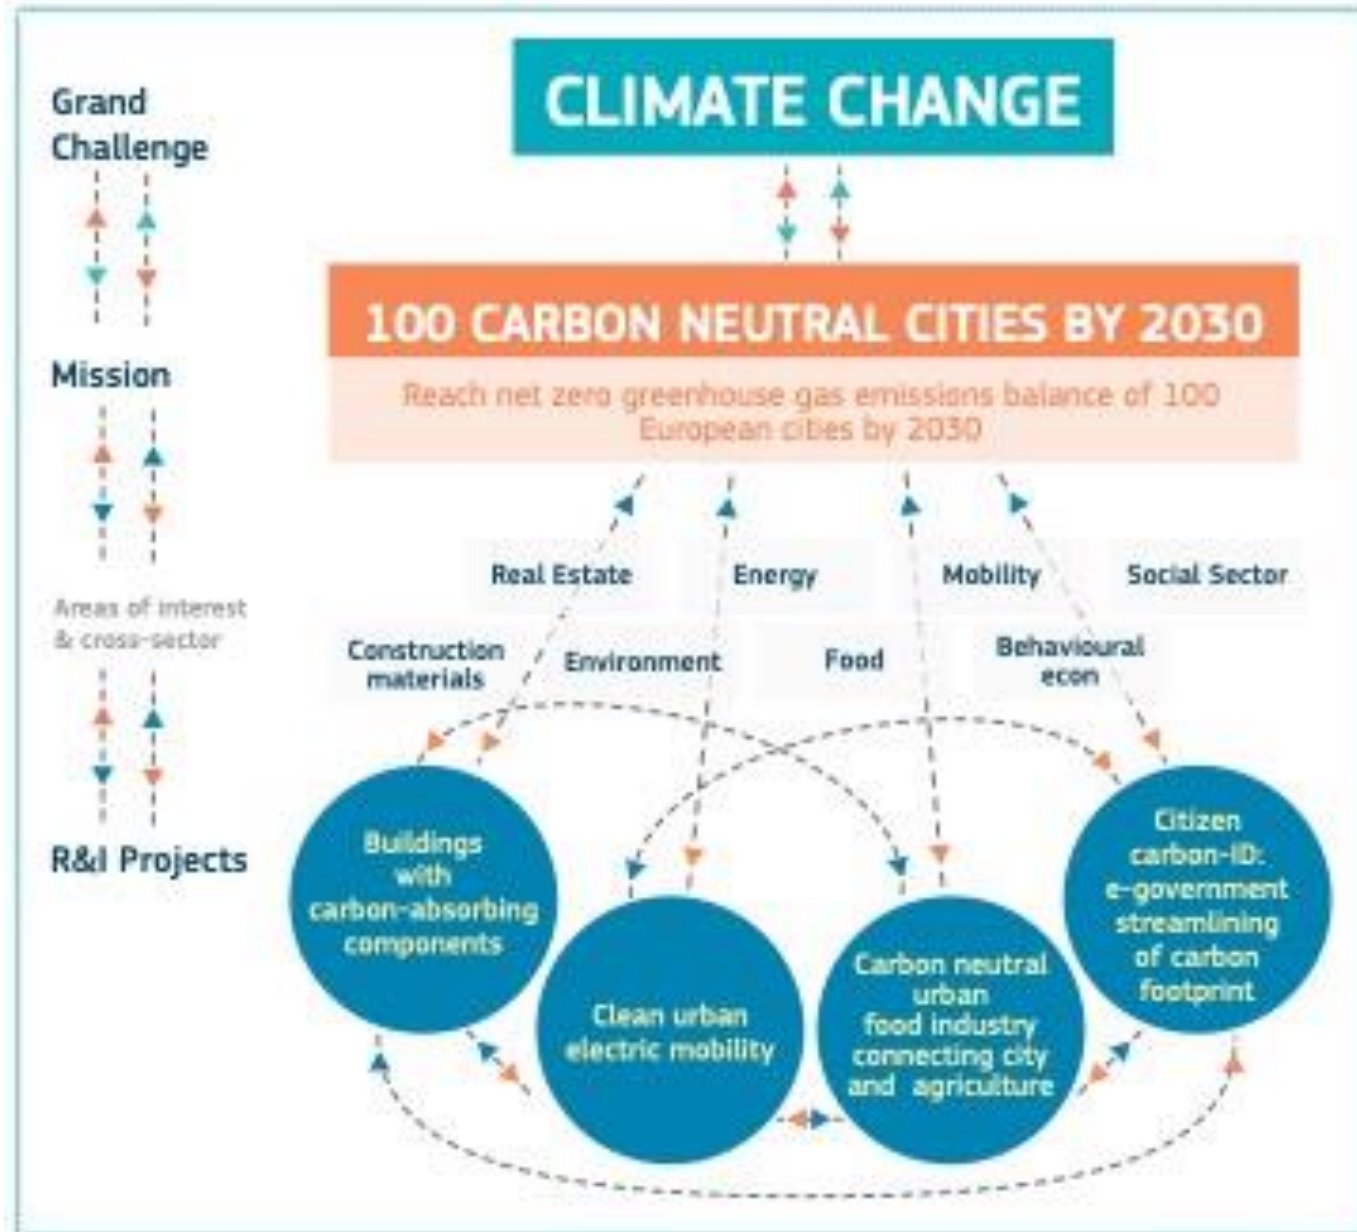 Grand
Challenge
CLIMATE CHANGE
100 CARBON NEUTRAL CITIES BY 2030
Mission
Reach net zero greenhouse gas emissions balance of 100
European cities by 2030
Real Estate
Energy
Mobility
Social Sector
Areas of interest
& cross-sector
Construction
materials
Environment
Food
Behavioural
econ
R&I Projects
Buildings
with
carbon-absorbing
components
Clean urban
electric mobility
Carbon neutral
urban
food industry
connecting city
and agriculture
Citizen
carbon-ID:
e-government
streamlining
of carbon
footprint